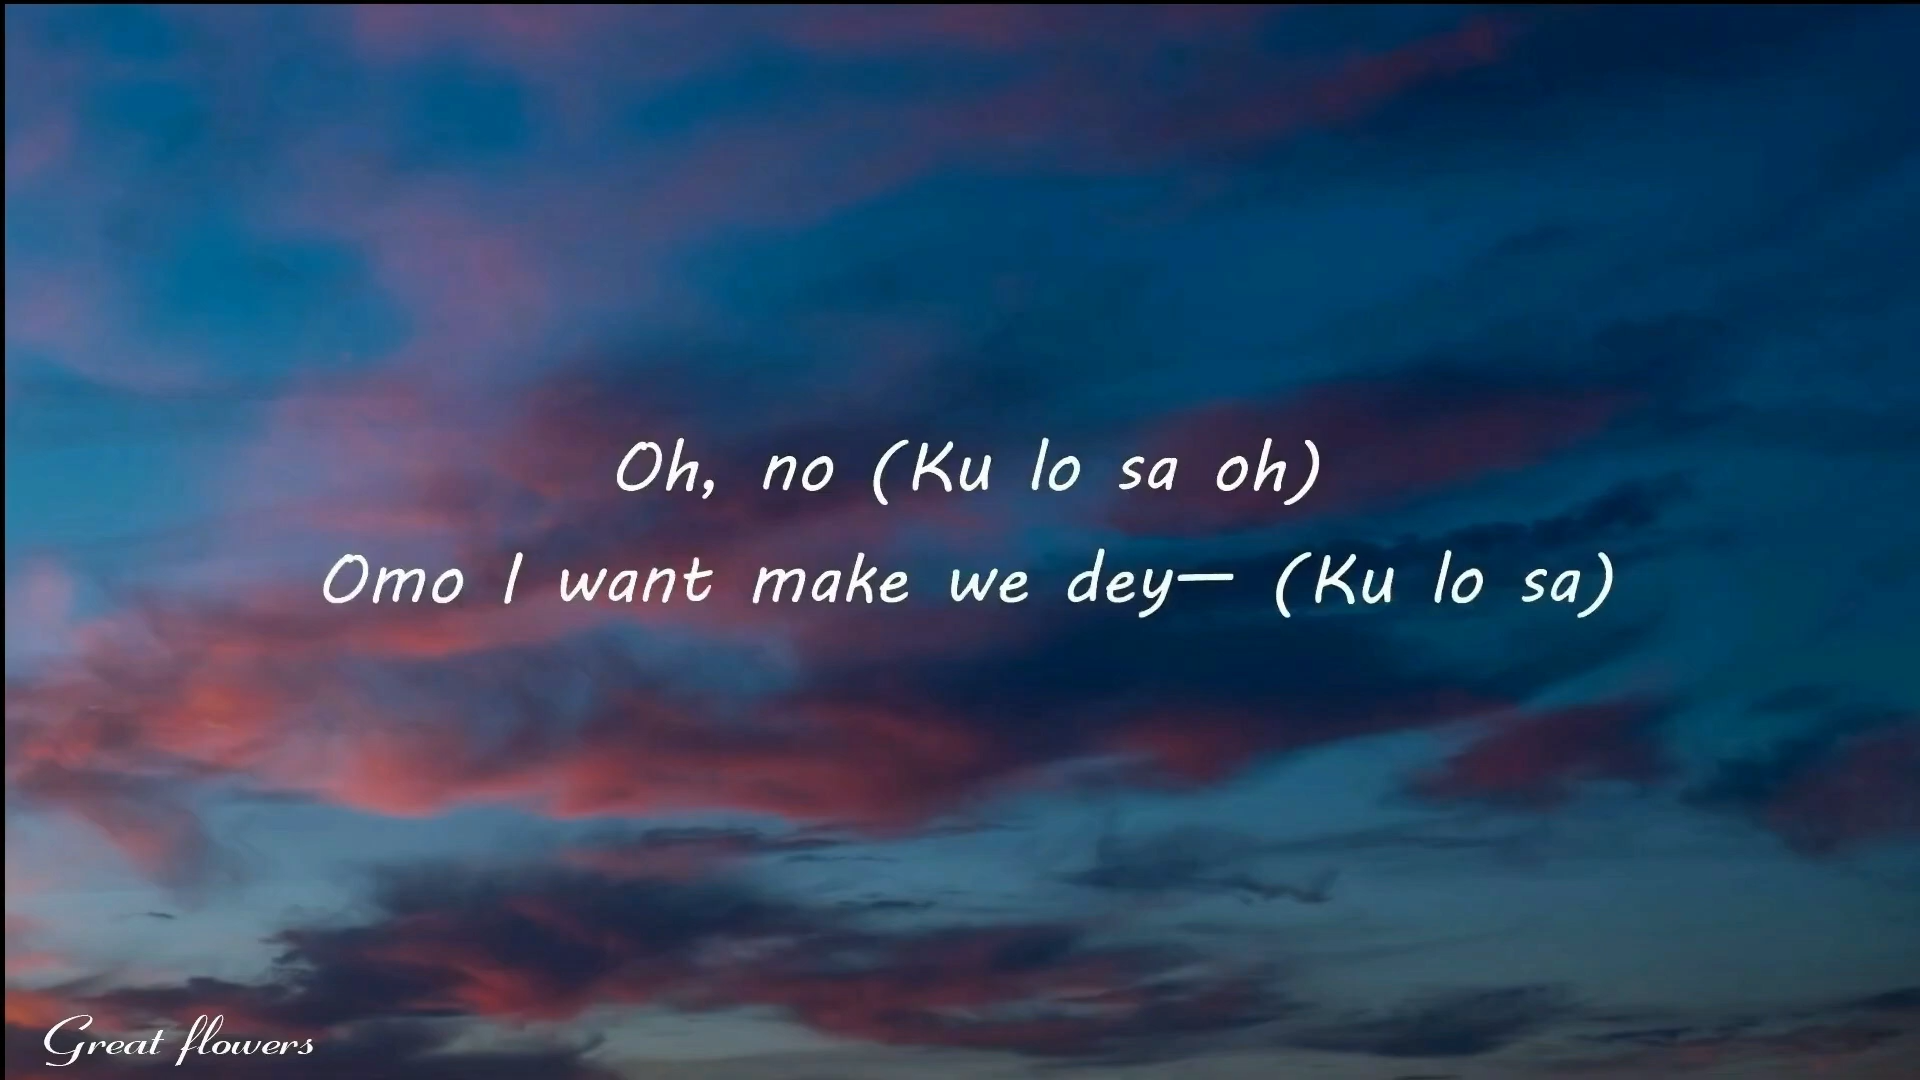 Oh, no (Ku lo sa oh)
Omo I want make we dey— (Ku lo sa)
Great flowers